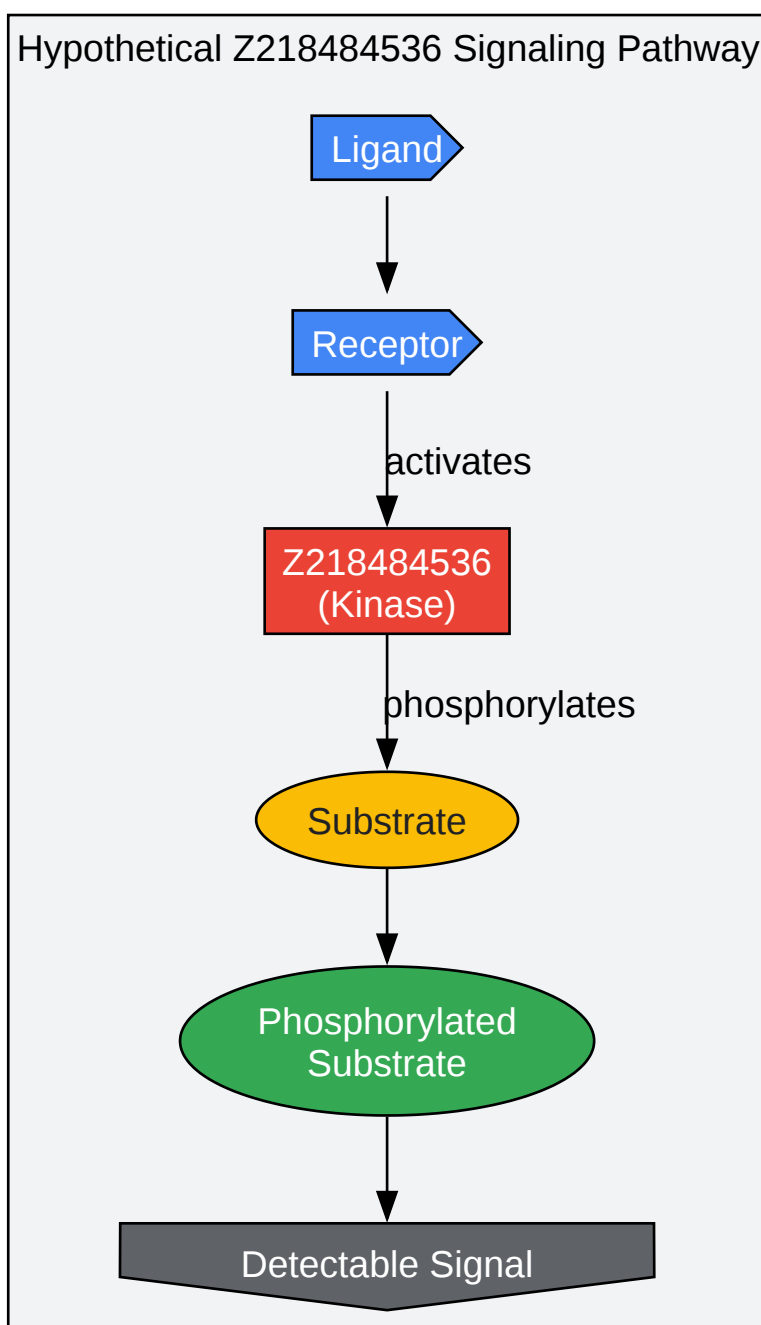 Hypothetical Z218484536 Signaling Pathway
Ligand
Receptor
activates
Z218484536
(Kinase)
phosphorylates
Substrate
Phosphorylated
Substrate
Detectable Signal